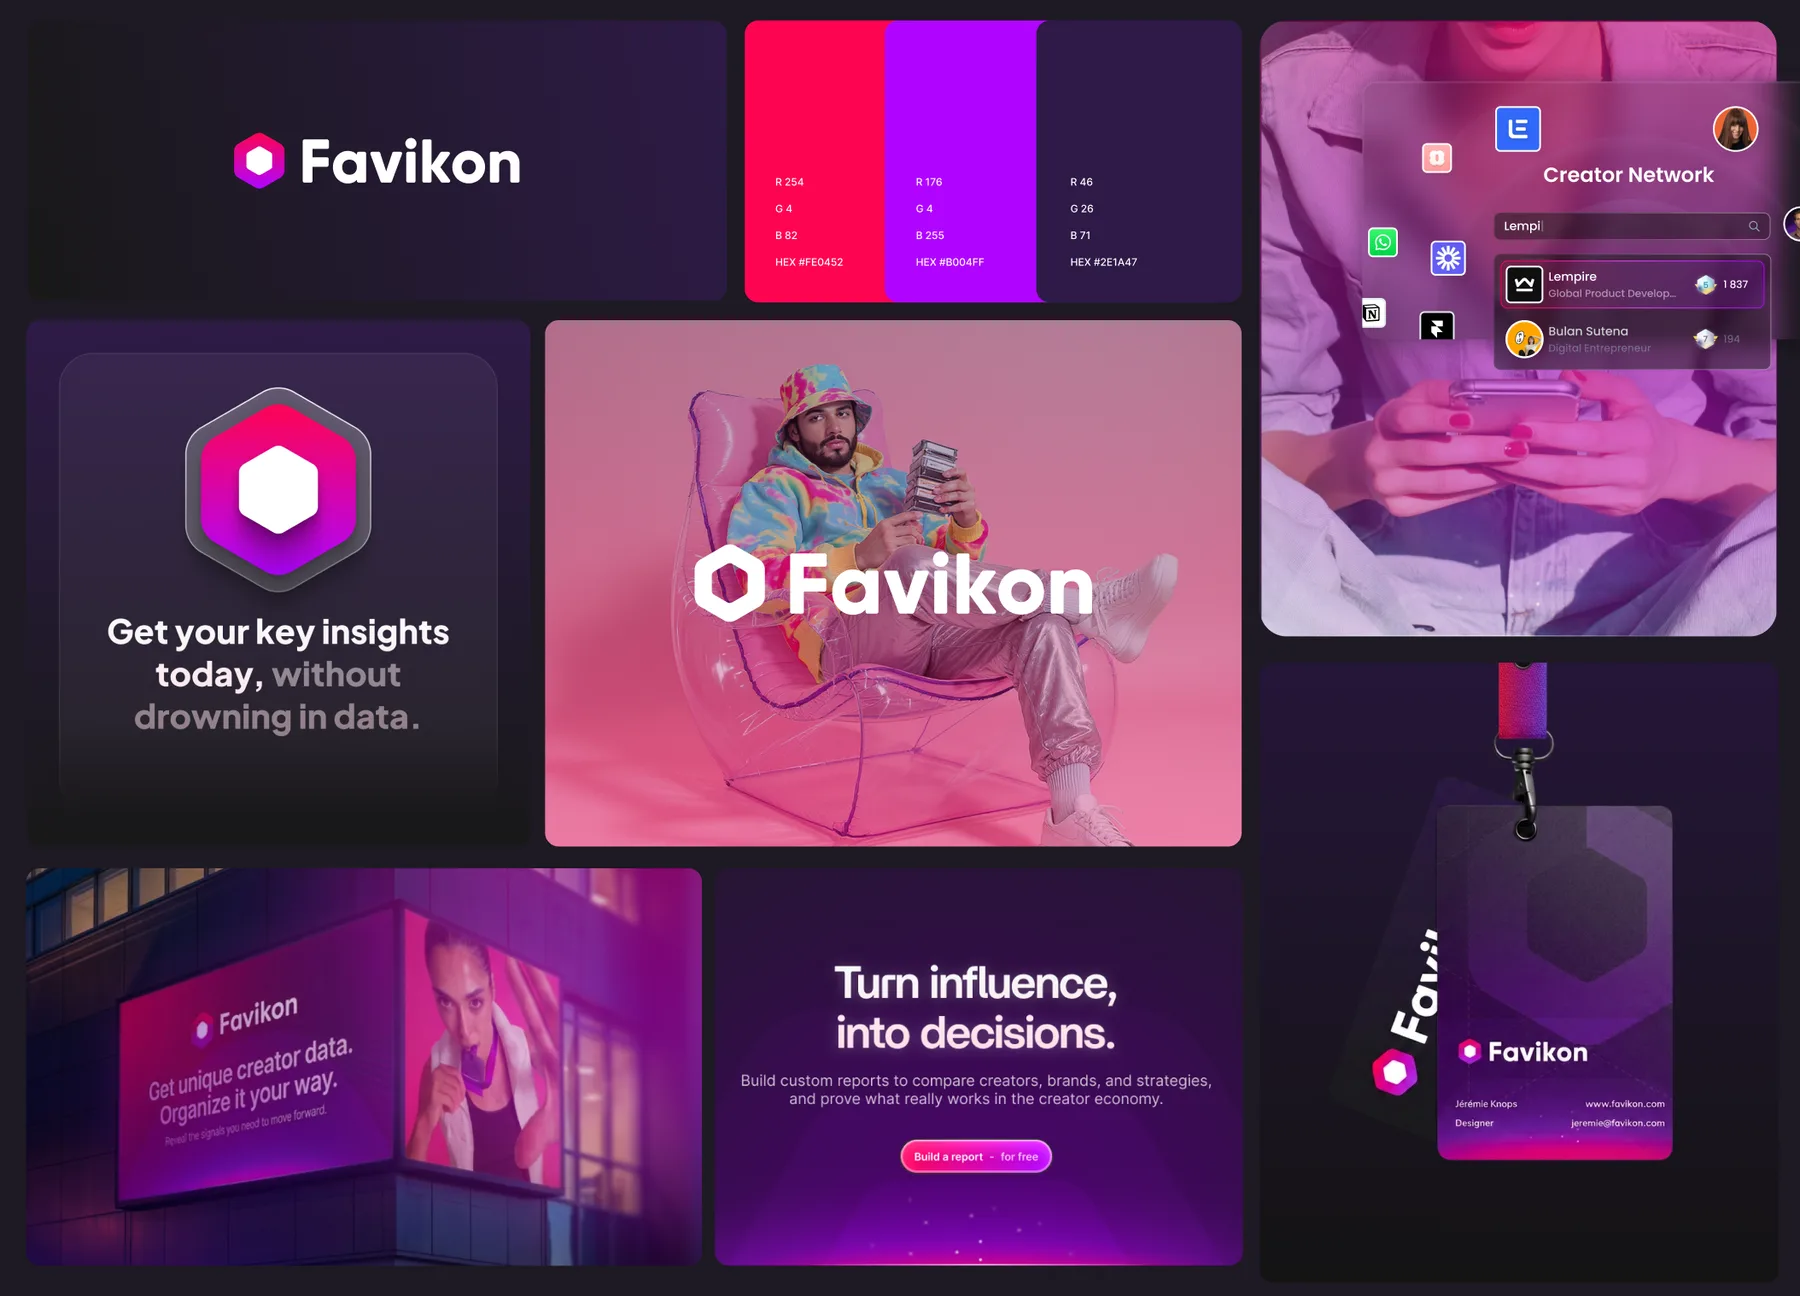 Favikon
R 254
G 4
B 82
HEX #FE0452
R 176
G 4
B 255
HEX #B004FF
R 46
G 26
B 71
HEX #2E1A47
Creator Network
Lempi
Lempire
Global Product Develop...
5
1 837
Bulan Sutena
Digital Entrepreneur
7
194
N
Get your key insights
today, without
drowning in data.
Favikon
Favikon
Get unique creator data.
Organize it your way.
Reveal the signals you need to move forward.
Turn influence,
into decisions.
Build custom reports to compare creators, brands, and strategies,
and prove what really works in the creator economy.
Build a report - for free
Favi
Favikon
Jérémie Knops
www.favikon.com
Designer
jeremie@favikon.com